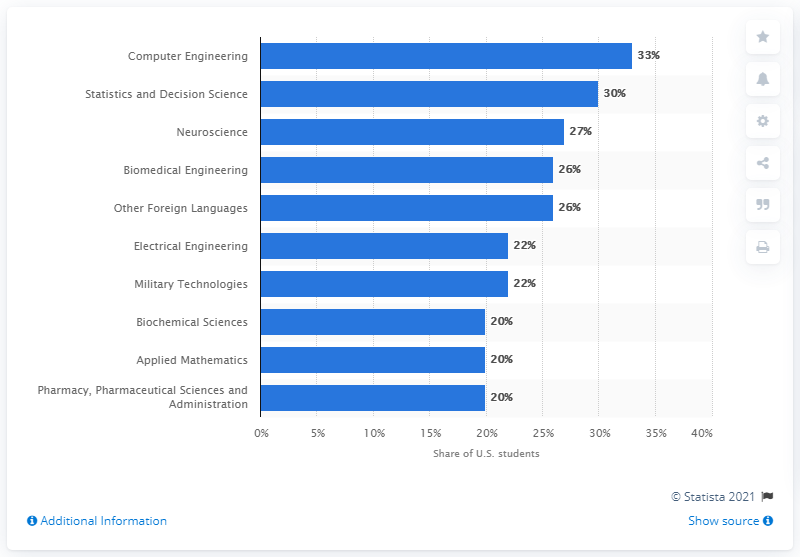 Computer Engineering 33%
Statistics and Decision Science 30%
Neuroscience 27%
Biomedical Engineering 26%
Other Foreign Languages 26%
Electrical Engineering 22%
Military Technologies 22%
Biochemical Sciences 20%
Applied Mathematics 20%
Pharmacy, Pharmaceutical Sciences and
Administration 20%
0% 5% 10% 15% 20% 25% 30% 35% 40%
Share of U.S. students
© Statista 2021
Additional Information Show source